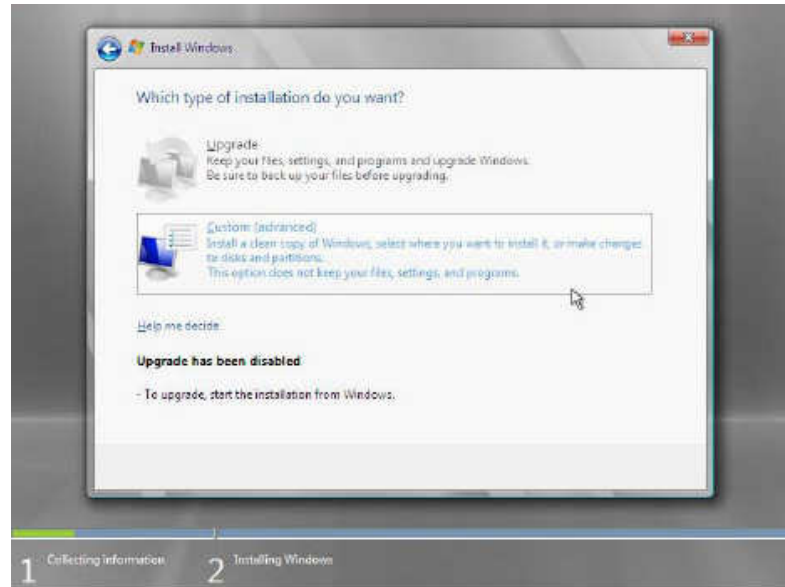 Install Windows
Which type of installation do you want?
Upgrade
Keep your files, settings, and programs and upgrade Windows.
Be sure to back up your files before upgrading.
Custom (advanced)
Install a clean copy of Windows, select where you want to install it, or make changes
to disks and partitions.
This option does not keep your files, settings, and programs.
Help me decide
Upgrade has been disabled
- To upgrade, start the installation from Windows.
1 Collecting information 2 Installing Windows